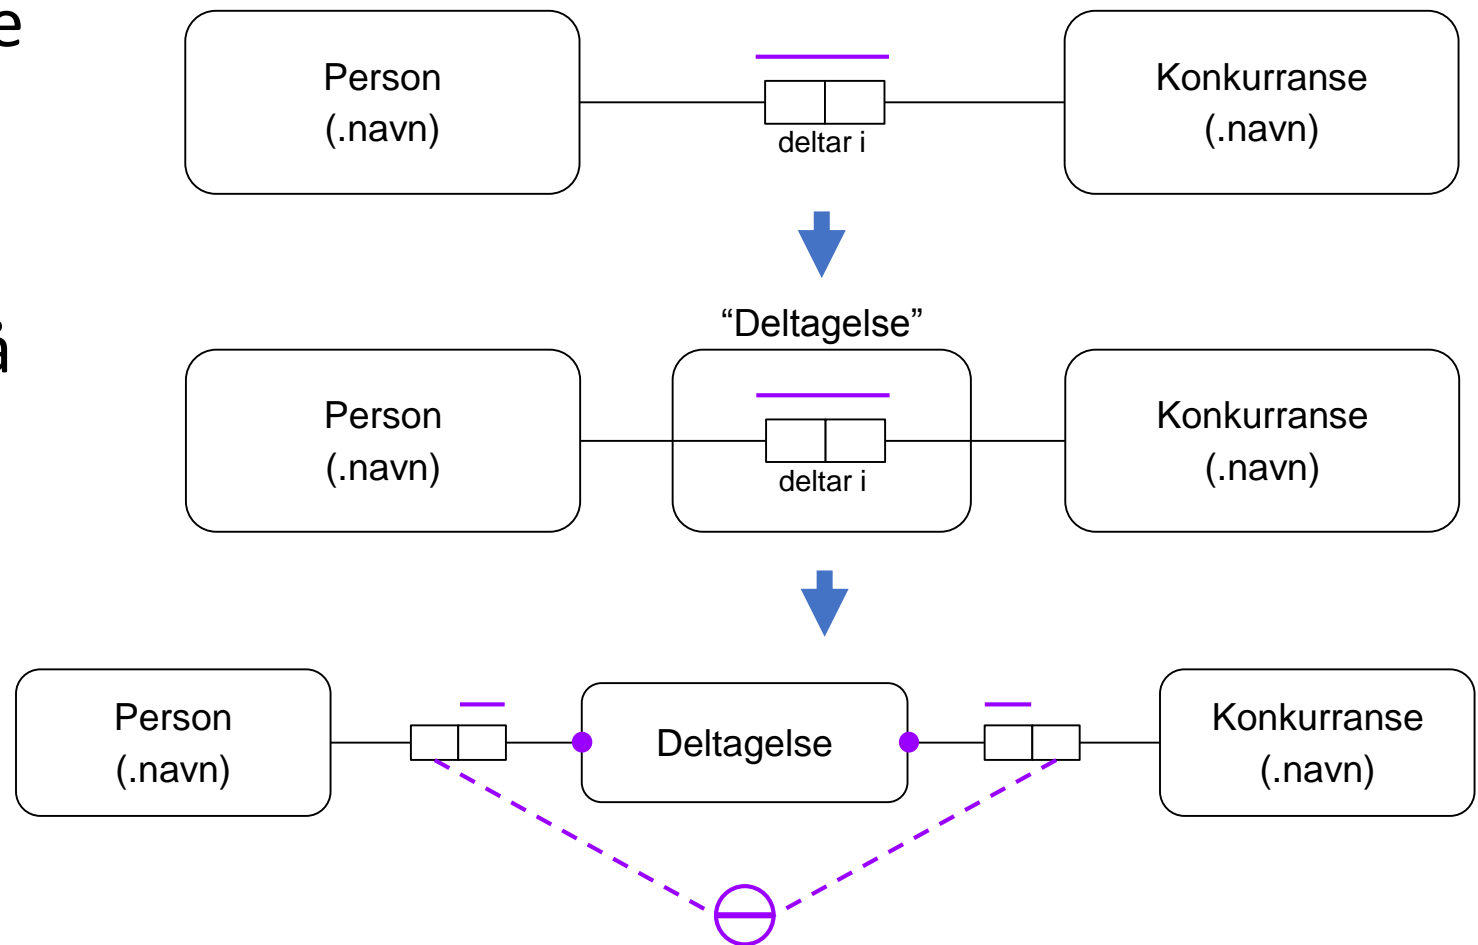 e
Person
(.navn)
deltar i
Konkurranse
(.navn)
å
“Deltagelse”
Person
(.navn)
deltar i
Konkurranse
(.navn)
Person
(.navn)
Deltagelse
Konkurranse
(.navn)